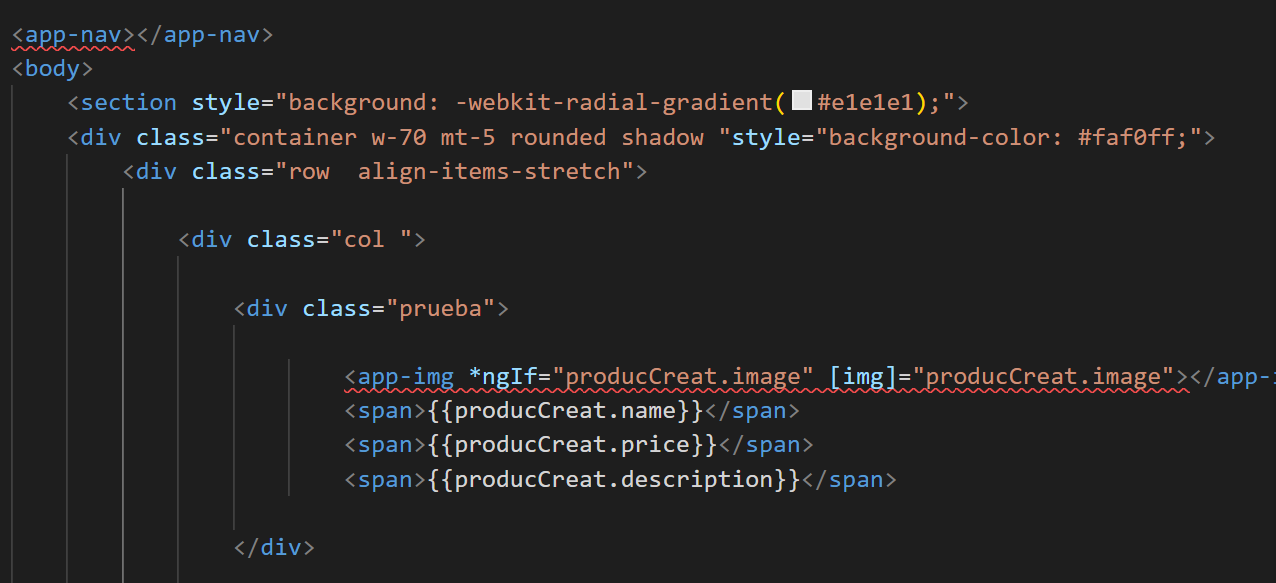 <app-nav></app-nav>
<body>
<section style="background: -webkit-radial-gradient(#e1e1e1);">
<div class="container w-70 mt-5 rounded shadow "style="background-color: #faf0ff;">
<div class="row  align-items-stretch">
<div class="col ">
<div class="prueba">
<app-img *ngIf="producCreat.image" [img]="producCreat.image"></app-
<span>{{producCreat.name}}</span>
<span>{{producCreat.price}}</span>
<span>{{producCreat.description}}</span>
</div>